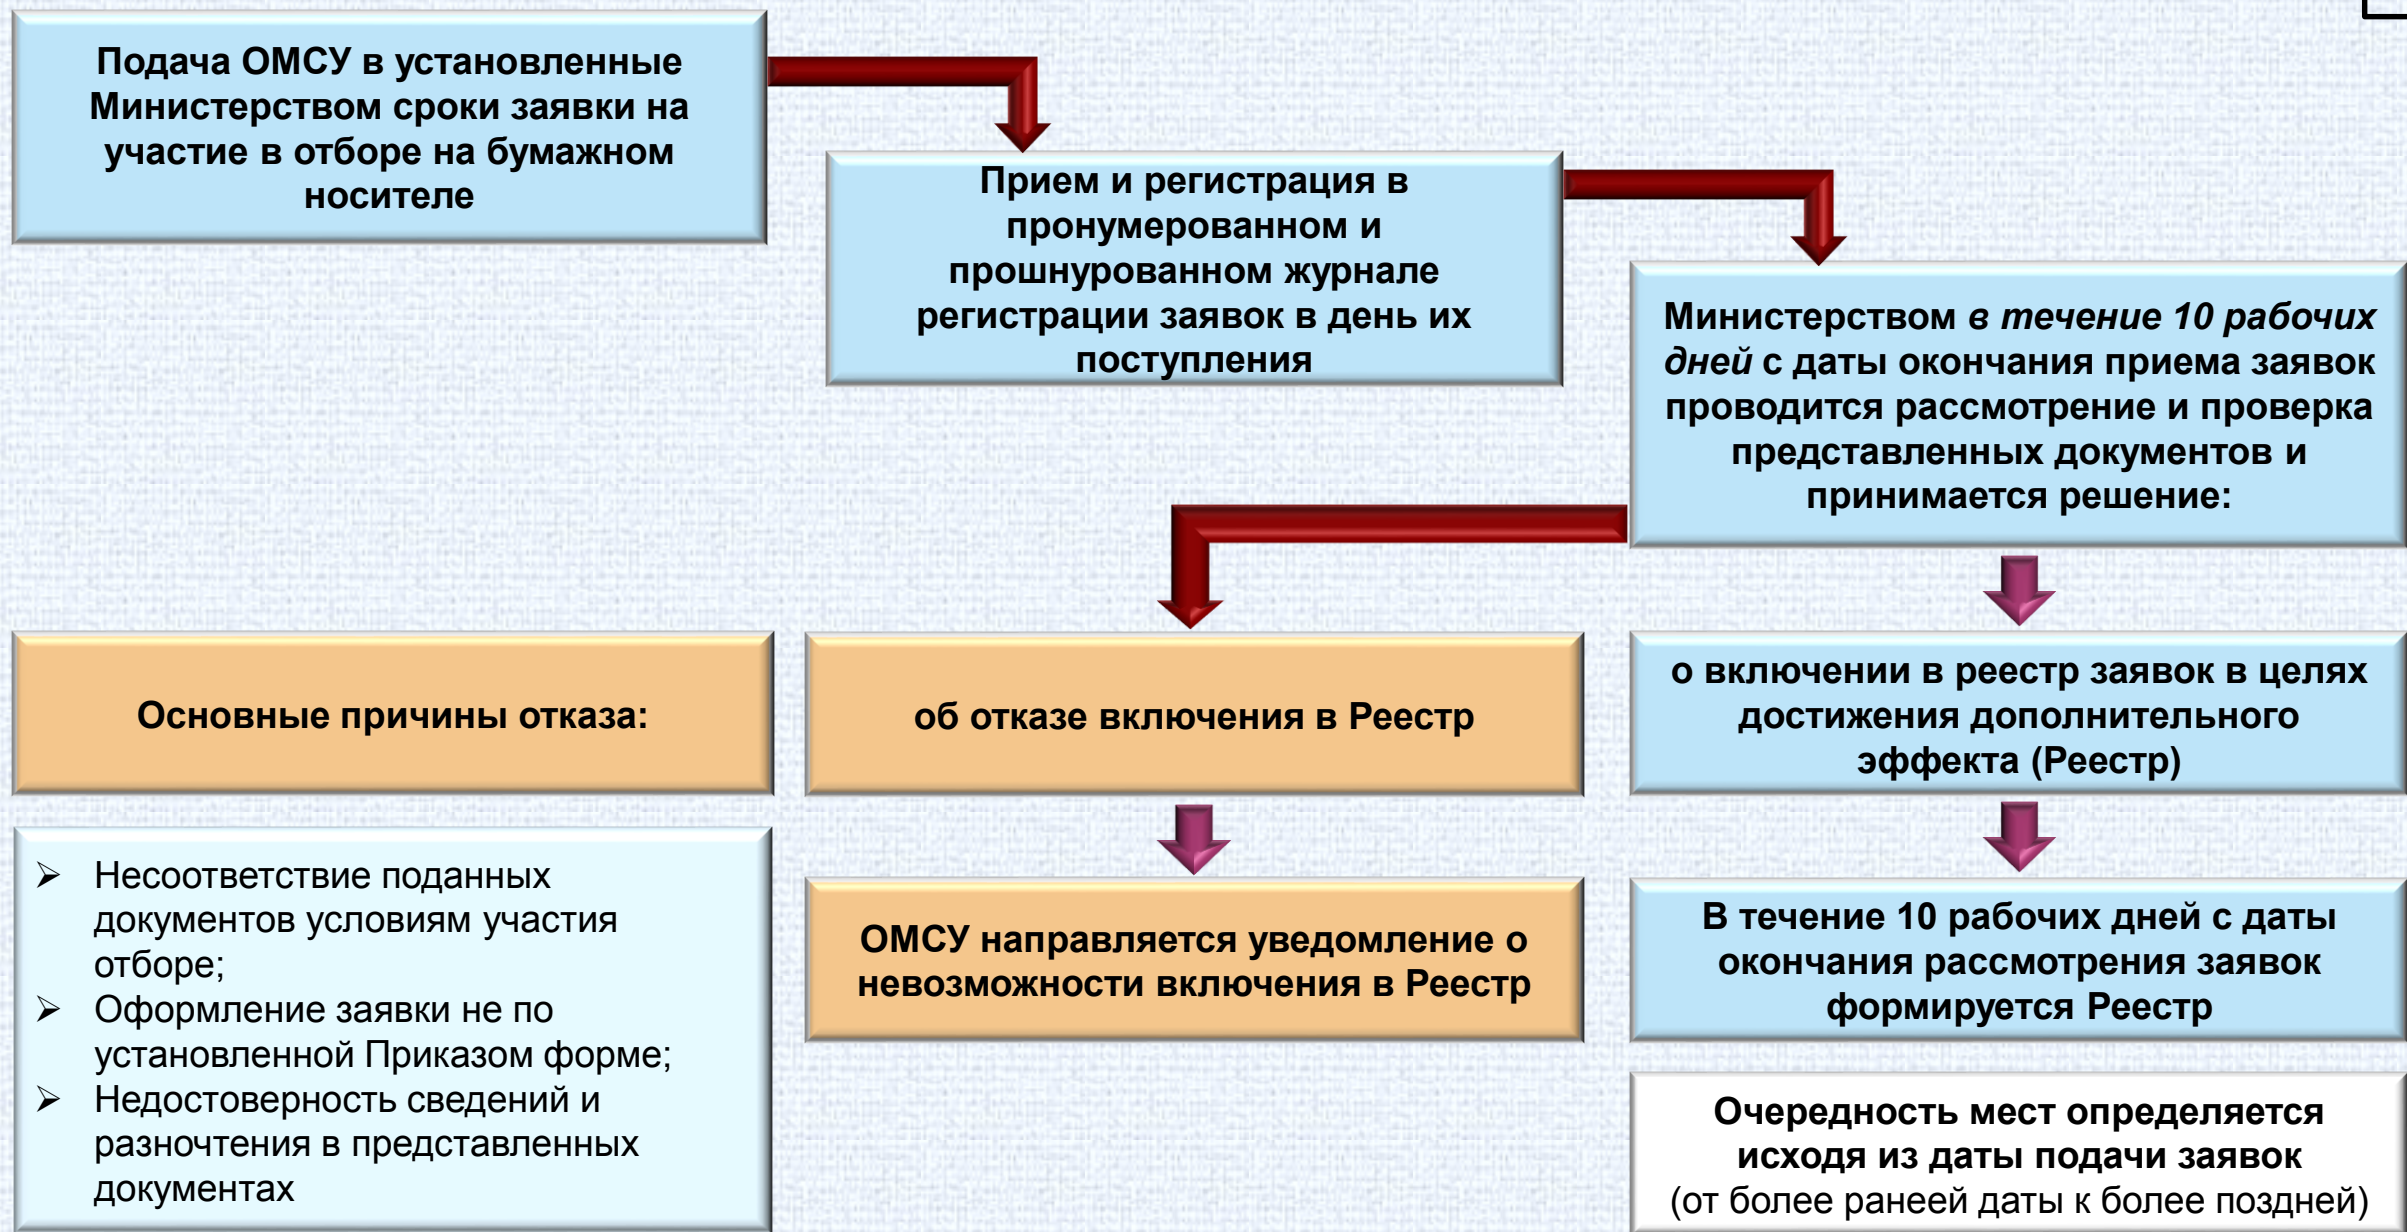 Подача ОМСУ в установленные
Министерством сроки заявки на
участие в отборе на бумажном
носителе
Прием и регистрация в
пронумерованном и
прошнурованном журнале
регистрации заявок в день их
поступления
Министерством в течение 10 рабочих
дней с даты окончания приема заявок
проводится рассмотрение и проверка
представленных документов и
принимается решение:
Основные причины отказа:
об отказе включения в Реестр
о включении в реестр заявок в целях
достижения дополнительного
эффекта (Реестр)
➢ Несоответствие поданных
документов условиям участия
отборе;
➢ Оформление заявки не по
установленной Приказом форме;
➢ Недостоверность сведений и
разночтения в представленных
документах
ОМСУ направляется уведомление о
невозможности включения в Реестр
В течение 10 рабочих дней с даты
окончания рассмотрения заявок
формируется Реестр
Очередность мест определяется
исходя из даты подачи заявок
(от более ранеей даты к более поздней)